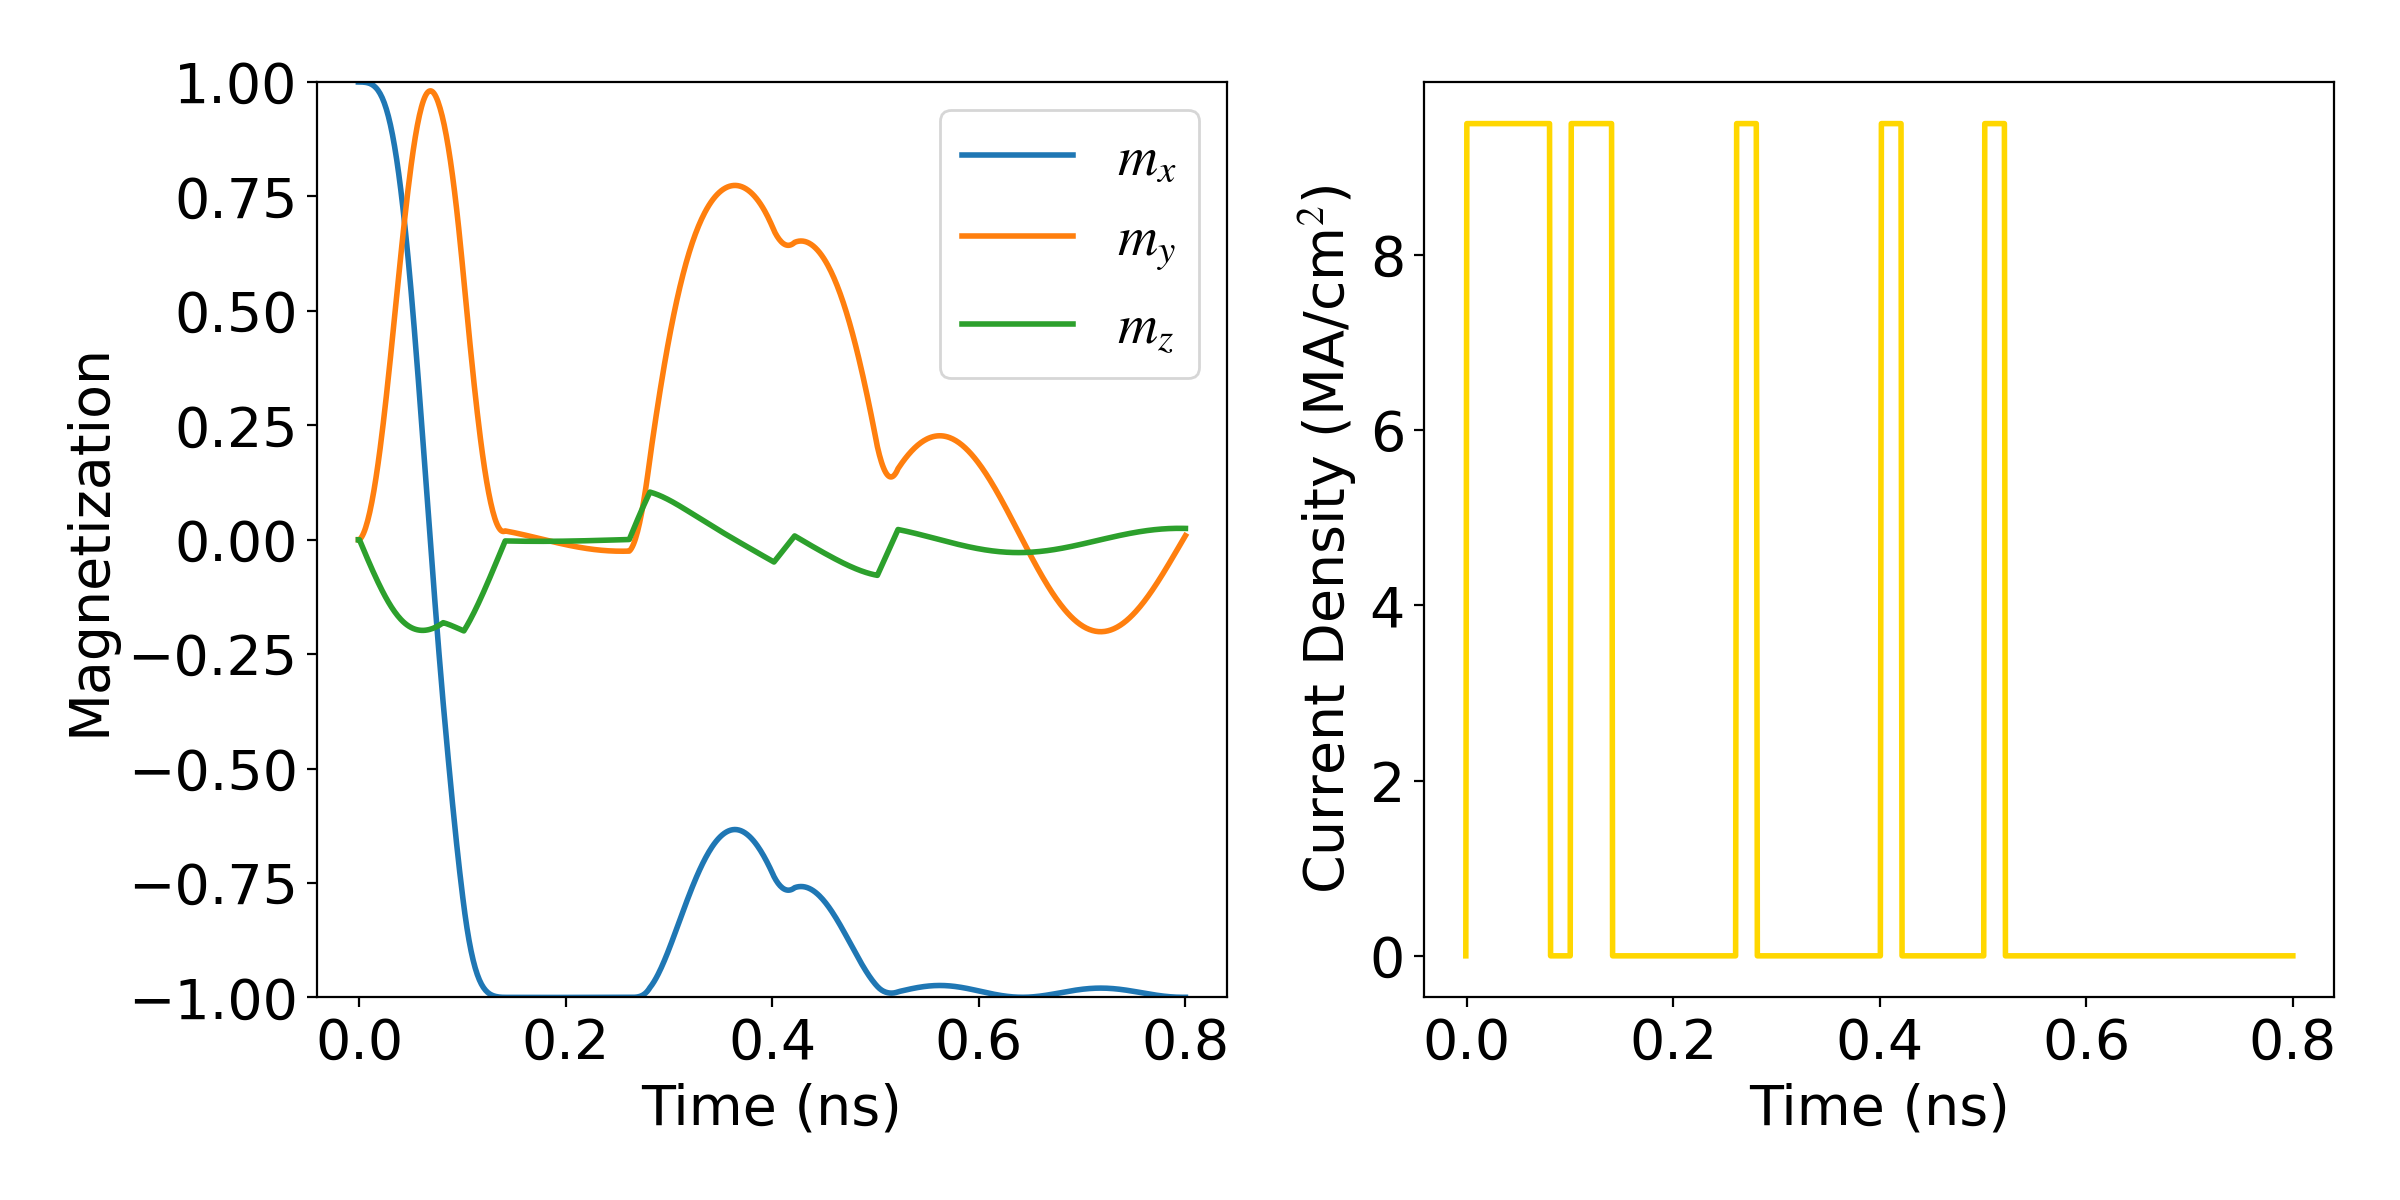 Magnetization
1.00
0.75
0.50
0.25
0.00
−0.25
−0.50
−0.75
−1.00
0.0 0.2 0.4 0.6 0.8
Time (ns)
mₓ
m_y
m_z
Current Density (MA/cm²)
8
6
4
2
0
0.0 0.2 0.4 0.6 0.8
Time (ns)